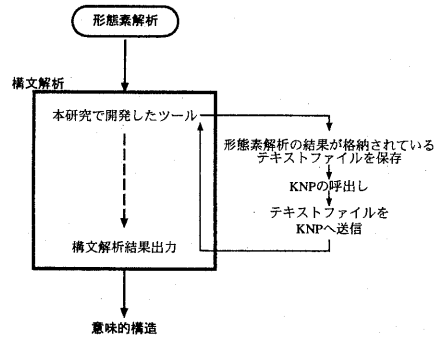 形態素解析
構文解析
本研究で開発したツール
形態素解析の結果が格納されている
テキストファイルを保存
KNPの呼出し
テキストファイルを
KNPへ送信
構文解析結果出力
意味的構造